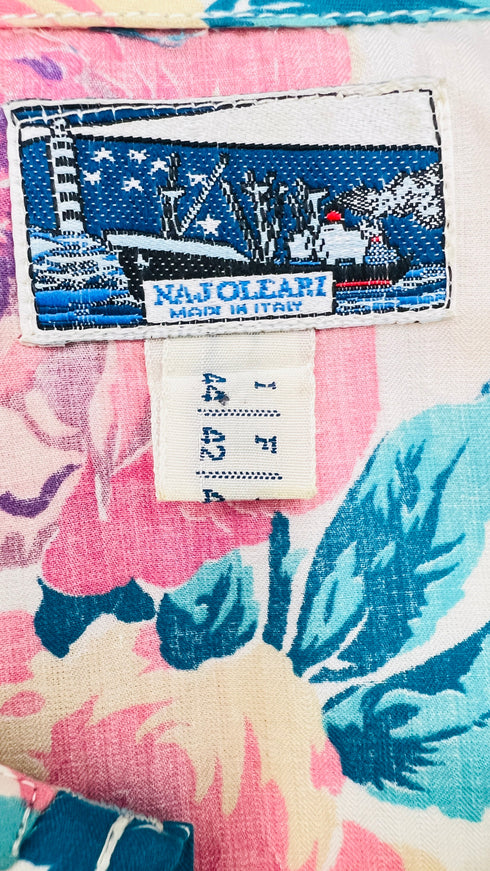 NAJ OLEARI
MADE IN ITALY
I 44
F 42